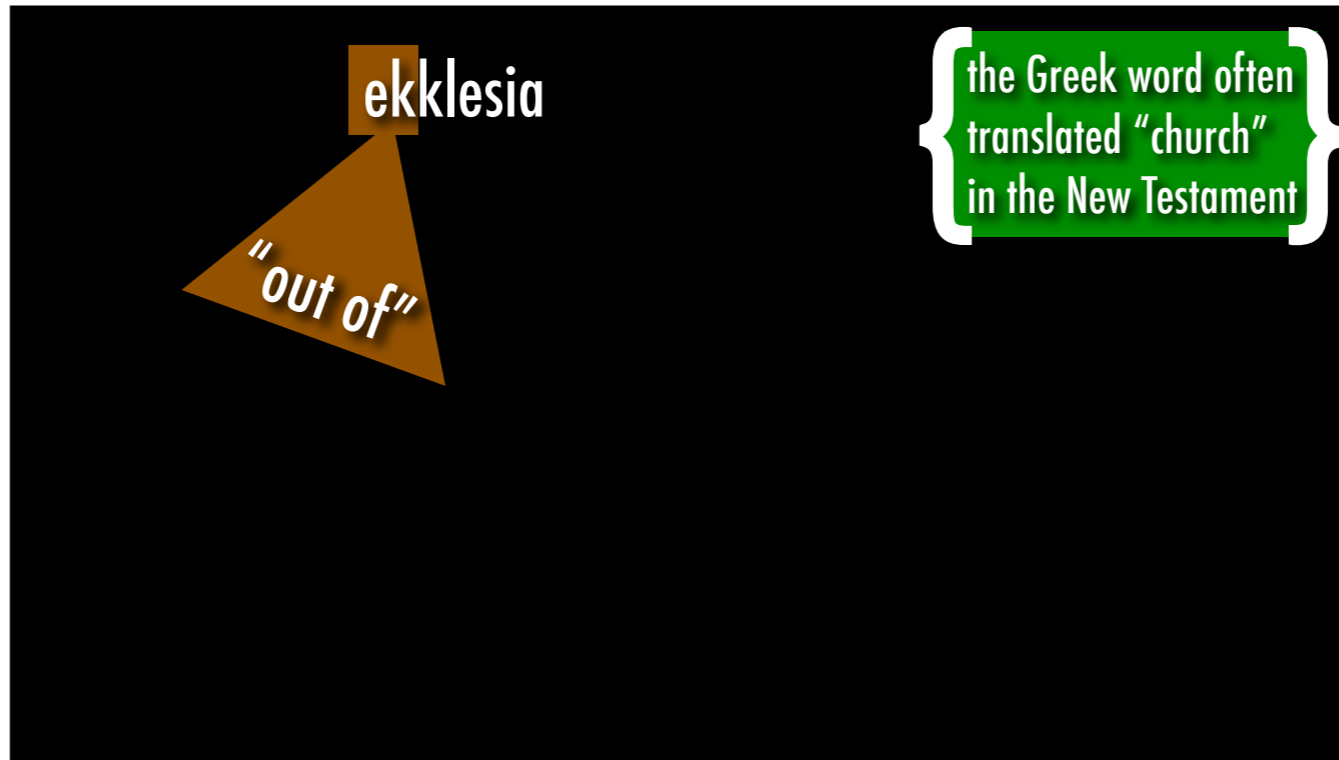 ekklesia
"out of"
{the Greek word often
translated “church”
in the New Testament}